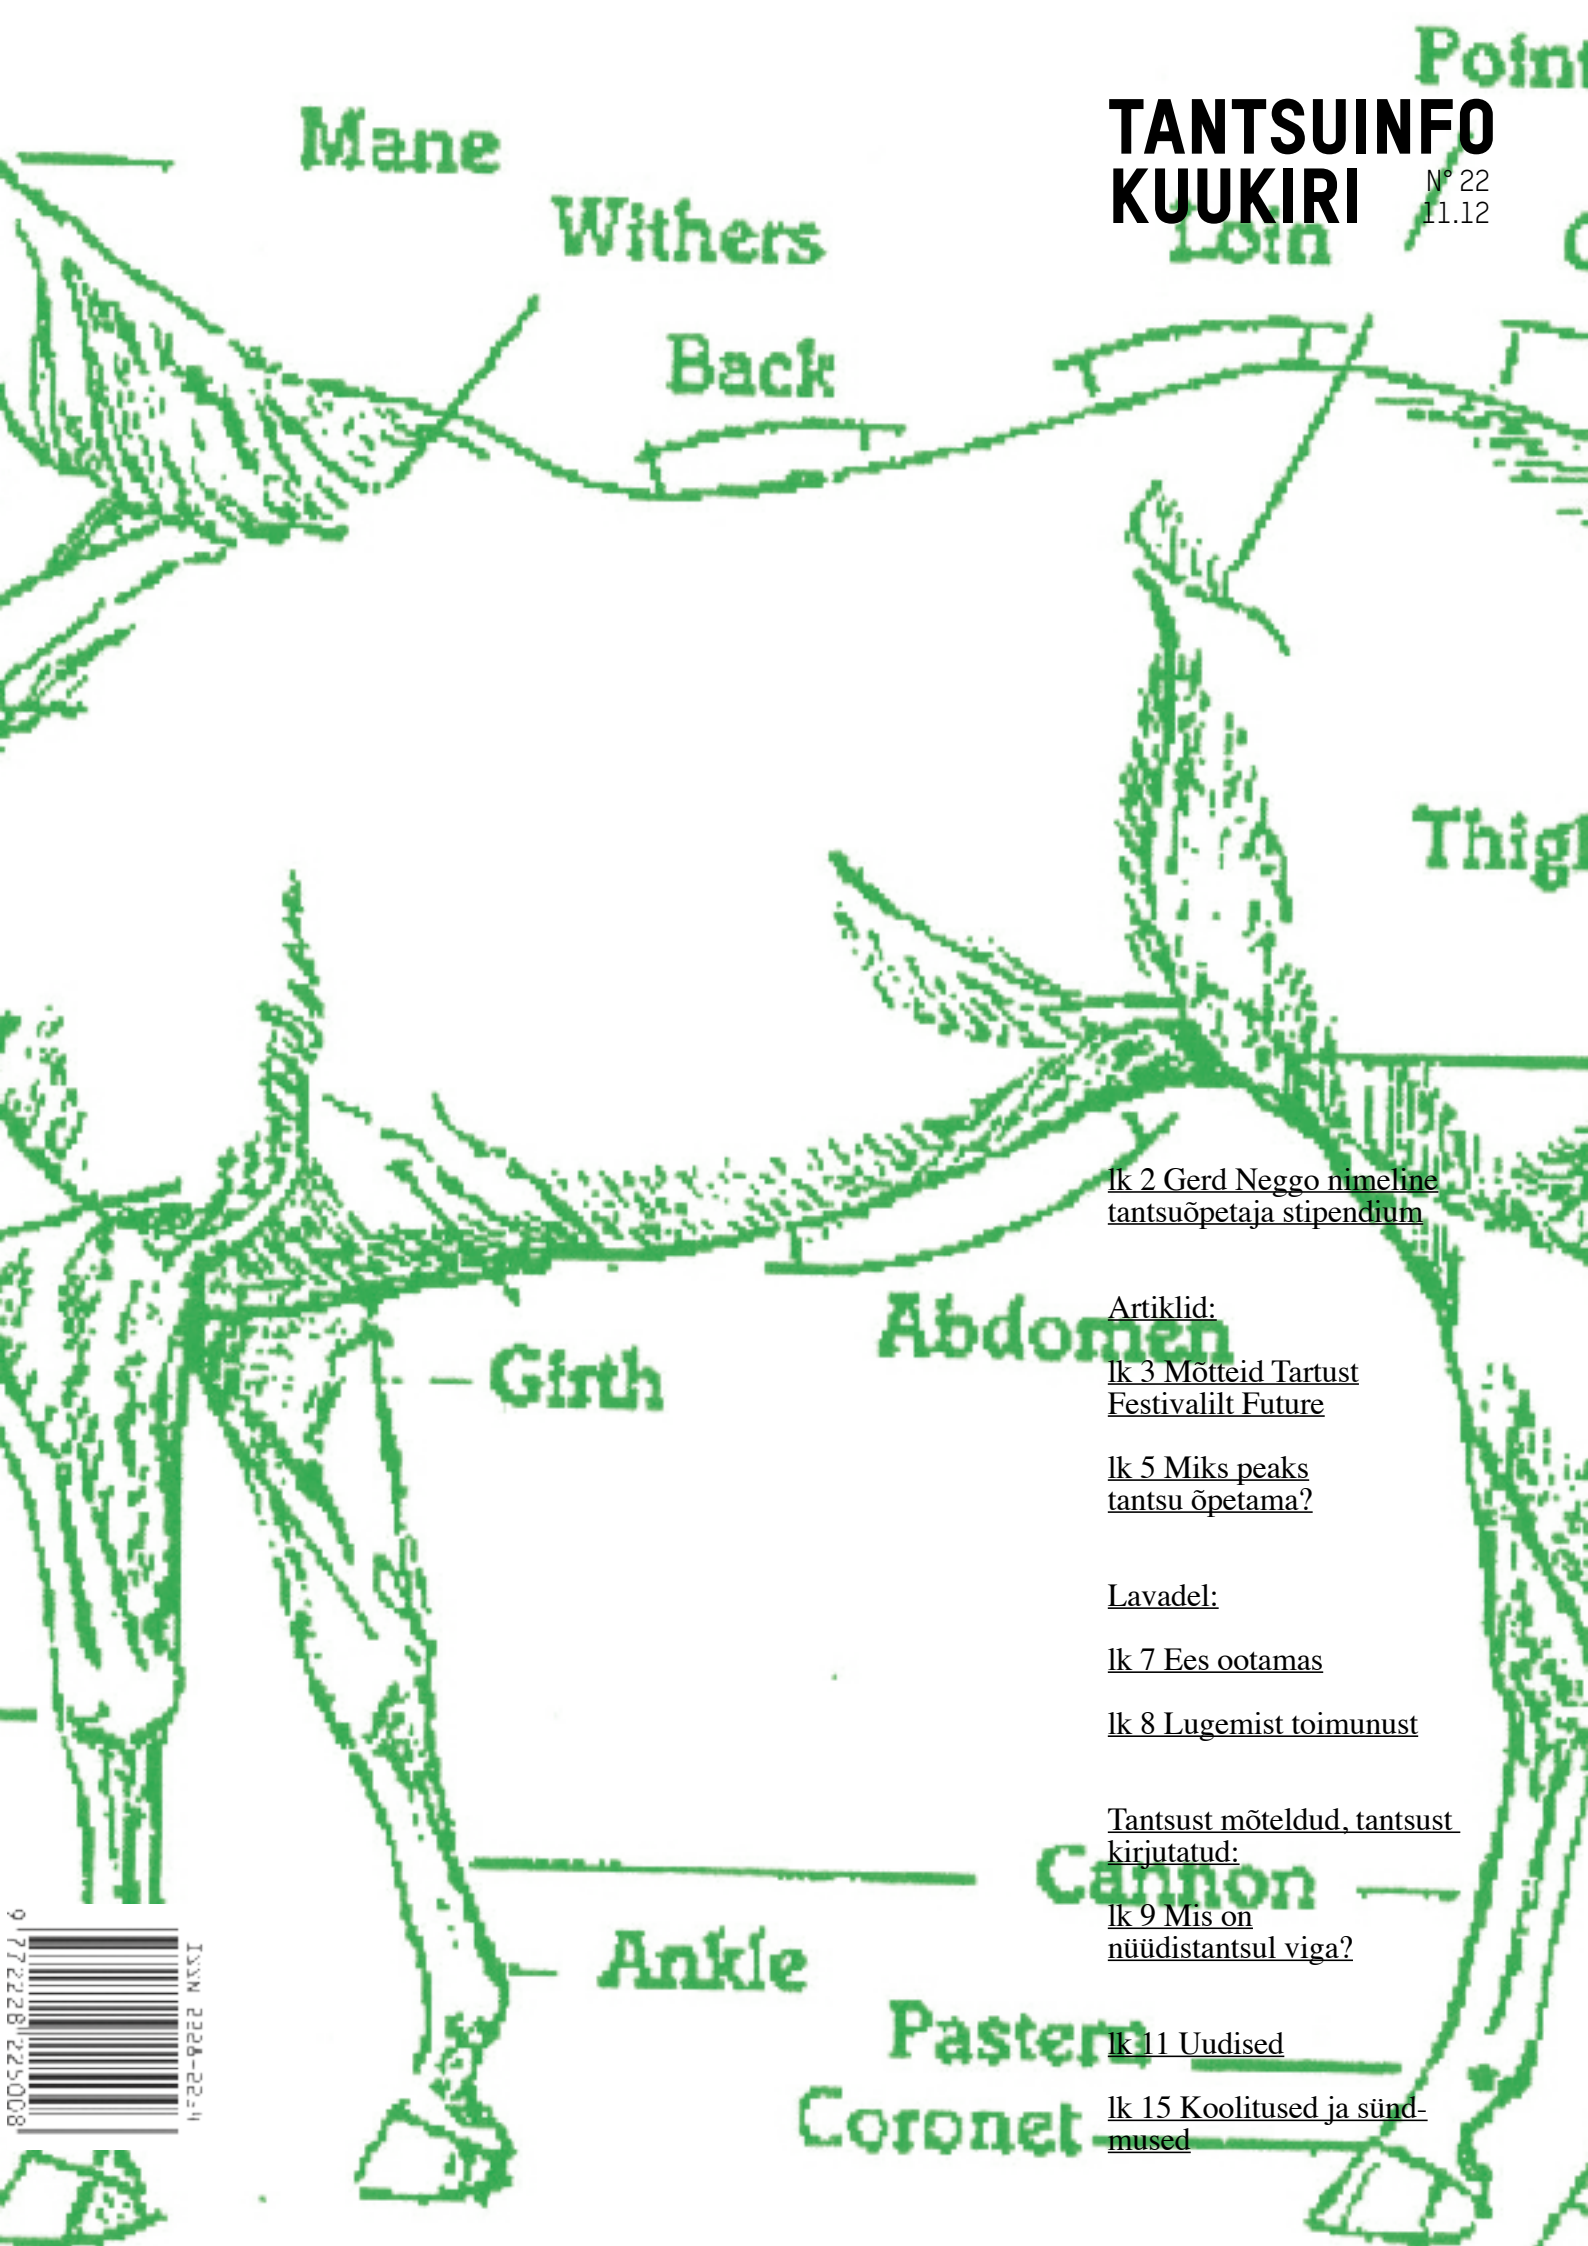 Mane
Withers
Back
TANTSUINFO
KUUKIRI
N° 22
11.12
Loin
lk 2 Gerd Neggo nimeline
tantsuõpetaja stipendium
Artiklid:
lk 3 Mõtteid Tartust
Festivalilt Future
lk 5 Miks peaks
tantsu õpetama?
Lavadel:
lk 7 Ees ootamas
lk 8 Lugemist toimunust
Tantsust mõteldud, tantsust
kirjutatud:
lk 9 Mis on
nüüdistantsul viga?
lk 11 Uudised
lk 15 Koolitused ja sünd-
mused
Girth
Abdomen
Cannon
Ankle
Pastern
Coronet